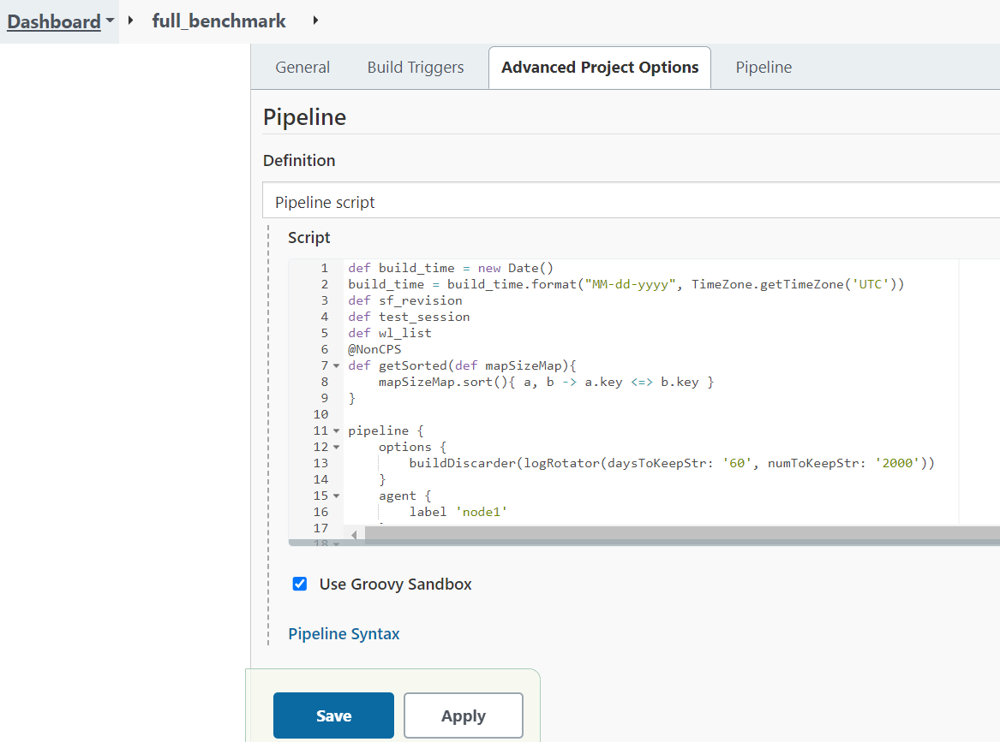 Dashboard full_benchmark
General Build Triggers Advanced Project Options Pipeline
Pipeline
Definition
Pipeline script
Script
1 def build_time = new Date()
2 build_time = build_time.format("MM-dd-yyyy", TimeZone.getTimeZone('UTC'))
3 def sf_revision
4 def test_session
5 def wl_list
6 @NonCPS
7 def getSorted(def mapSizeMap){
8     mapSizeMap.sort(){ a, b -> a.key <=> b.key }
9 }
10
11 pipeline {
12     options {
13         buildDiscarder(logRotator(daysToKeepStr: '60', numToKeepStr: '2000'))
14     }
15     agent {
16         label 'node1'
17
18
Use Groovy Sandbox
Pipeline Syntax
Save Apply